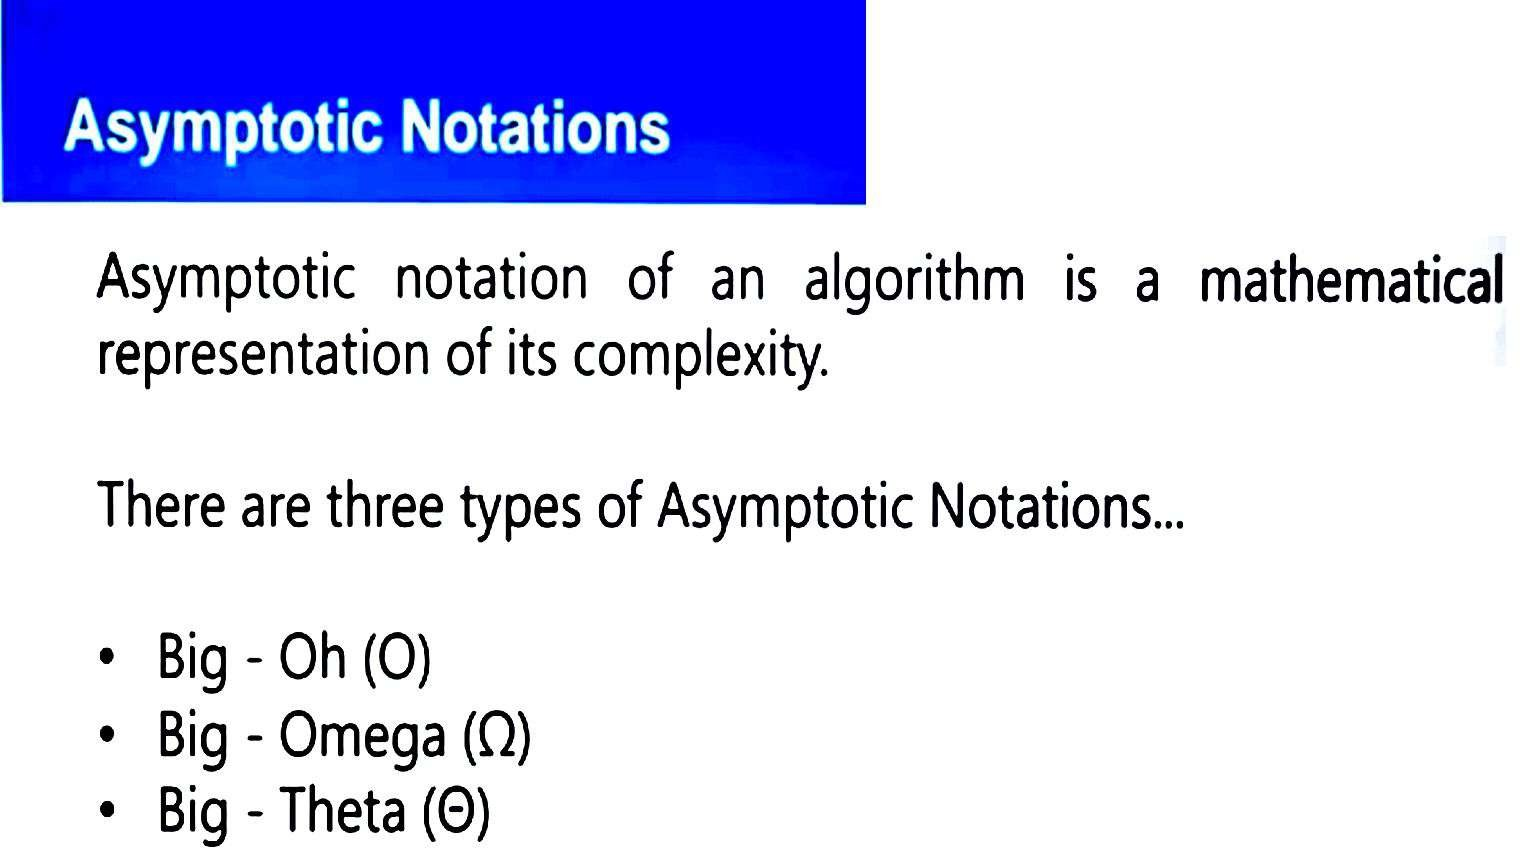 Asymptotic Notations
Asymptotic notation of an algorithm is a mathematical
representation of its complexity.
There are three types of Asymptotic Notations...
• Big - Oh (O)
• Big - Omega (Ω)
• Big - Theta (Θ)